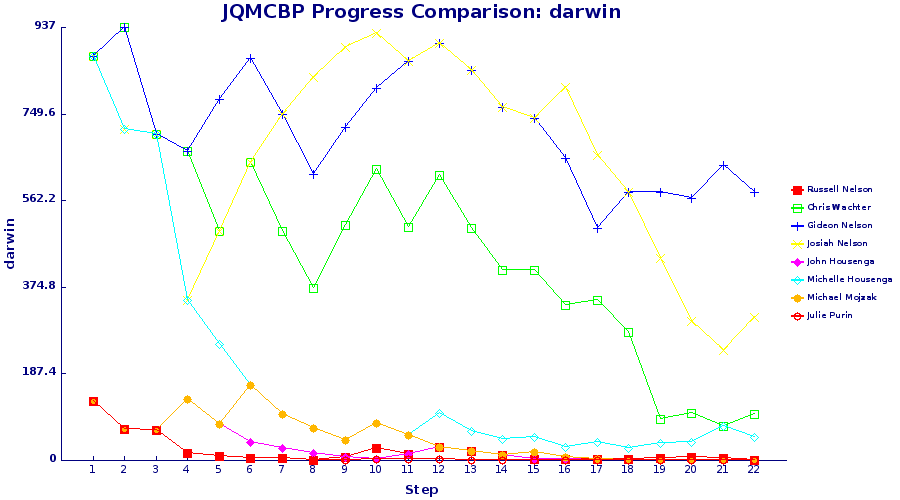 JQMCBP Progress Comparison: darwin
937
749.6
562.2
374.8
187.4
0
darwin
1 2 3 4 5 6 7 8 9 10 11 12 13 14 15 16 17 18 19 20 21 22
Step
Russell Nelson
Chris Wachter
Gideon Nelson
Josiah Nelson
John Housenga
Michelle Housenga
Michael Mojzak
Julie Purin